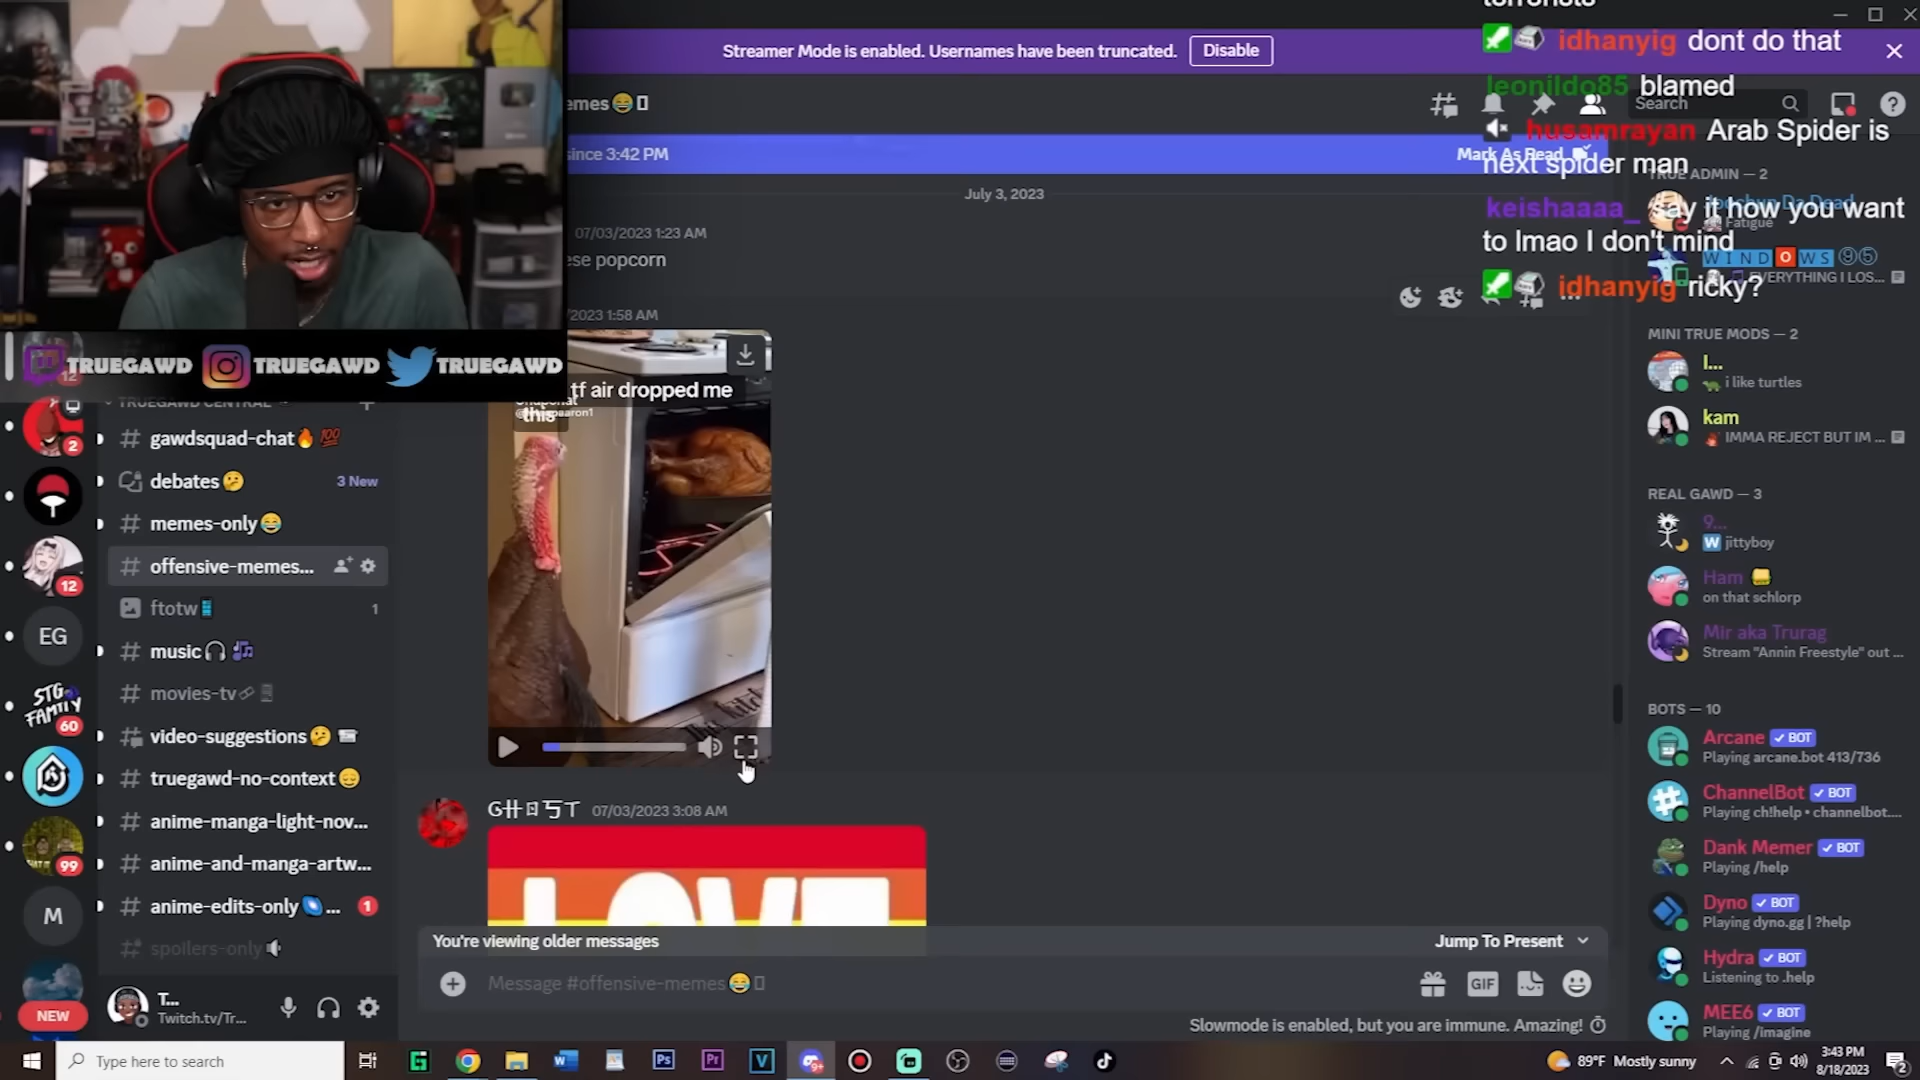 Streamer Mode is enabled. Usernames have been truncated. Disable
idhanyig dont do that
leonildo85 blamed
husamrayan Arab Spider is
next spider man
keishaaaa_ say it how you want
to lmao I don't mind
idhanyig ricky?
emes😂
Search
since 3:42 PM
Mark As Read
July 3, 2023
07/03/2023 1:23 AM
ese popcorn
2023 1:58 AM
tf air dropped me
this
TRUEGAWD TRUEGAWD TRUEGAWD
TRUEGAWD CENTRAL
gawdsquad-chat🔥💯
debates🤔 3 New
memes-only😂
offensive-memes...
ftotw📱 1
music🎧🎶
movies-tv
video-suggestions🤔
truegawd-no-context😌
anime-manga-light-nov...
anime-and-manga-artw...
anime-edits-only ... 1
spoilers-only
12
2
12
EG
STG FAMILY
60
99
M
NEW
T...
Twitch.tv/Tr...
07/03/2023 3:08 AM
LOVE
You're viewing older messages
Jump To Present
Message #offensive-memes😂
GIF
Slowmode is enabled, but you are immune. Amazing!
TRUE ADMIN — 2
Fatigue
WINDOWS ⑨⑤
EVERYTHING I LOS...
MINI TRUE MODS — 2
I...
i like turtles
kam
IMMA REJECT BUT IM ...
REAL GAWD — 3
9...
W jittyboy
Ham
on that schlorp
Mir aka Trurag
Stream "Annin Freestyle" out ...
BOTS — 10
Arcane ✓ BOT
Playing arcane.bot 413/736
ChannelBot ✓ BOT
Playing ch!help • channelbot....
Dank Memer ✓ BOT
Playing /help
Dyno ✓ BOT
Playing dyno.gg | ?help
Hydra ✓ BOT
Listening to .help
MEE6 ✓ BOT
Playing /imagine
Type here to search
89°F Mostly sunny
3:43 PM
8/18/2023
2